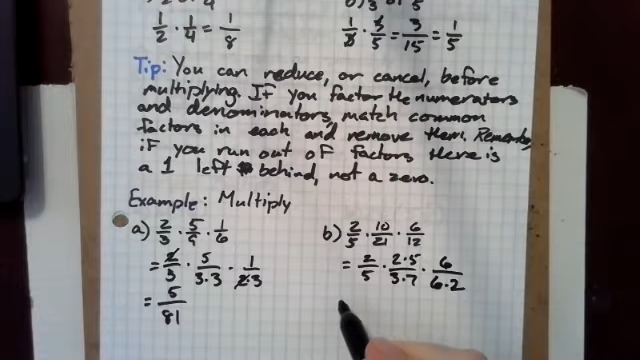 1/2 · 1/4 = 1/8
1/3 · 3/5 = 3/15 = 1/5
Tip: You can reduce, or cancel, before
multiplying. If you factor the numerators
and denominators, match common
factors in each and remove them. Remember,
if you run out of factors there is
a 1 left behind, not a zero.
Example: Multiply
a) 2/3 · 5/9 · 1/6
= 2/3 · 5/3·3 · 1/2·3
= 5/81
b) 2/5 · 10/21 · 6/12
= 2/5 · 2·5/3·7 · 6/6·2